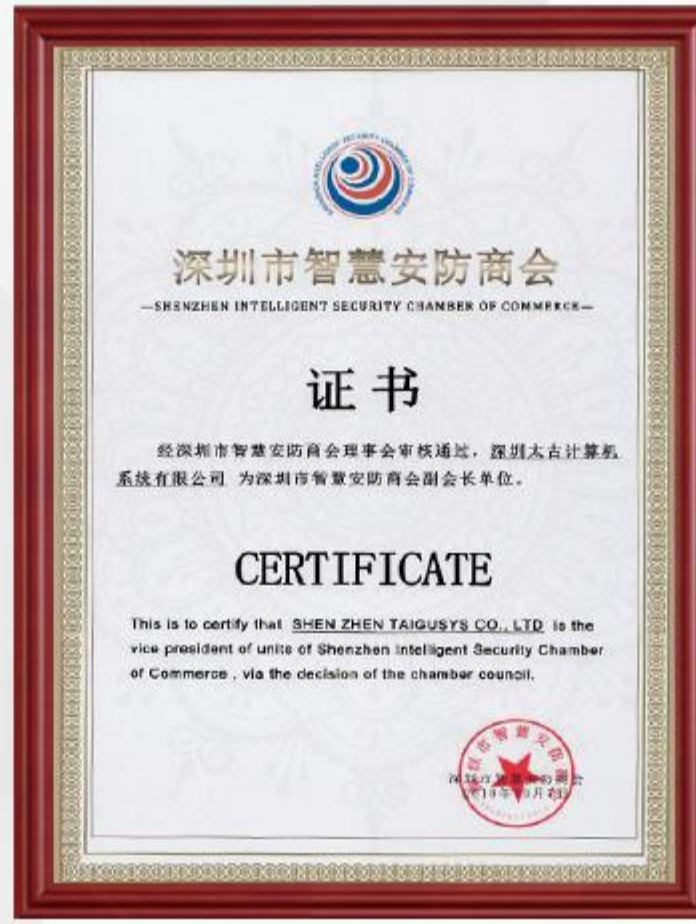 深圳市智慧安防商会
—SHENZHEN INTELLIGENT SECURITY CHAMBER OF COMMERCE—
证书
经深圳市智慧安防商会理事会审核通过，深圳太古计算机
系统有限公司 为深圳市智慧安防商会副会长单位。
CERTIFICATE
This is to certify that SHEN ZHEN TAIGUSYS CO., LTD is the
vice president of units of Shenzhen Intelligent Security Chamber
of Commerce , via the decision of the chamber council.